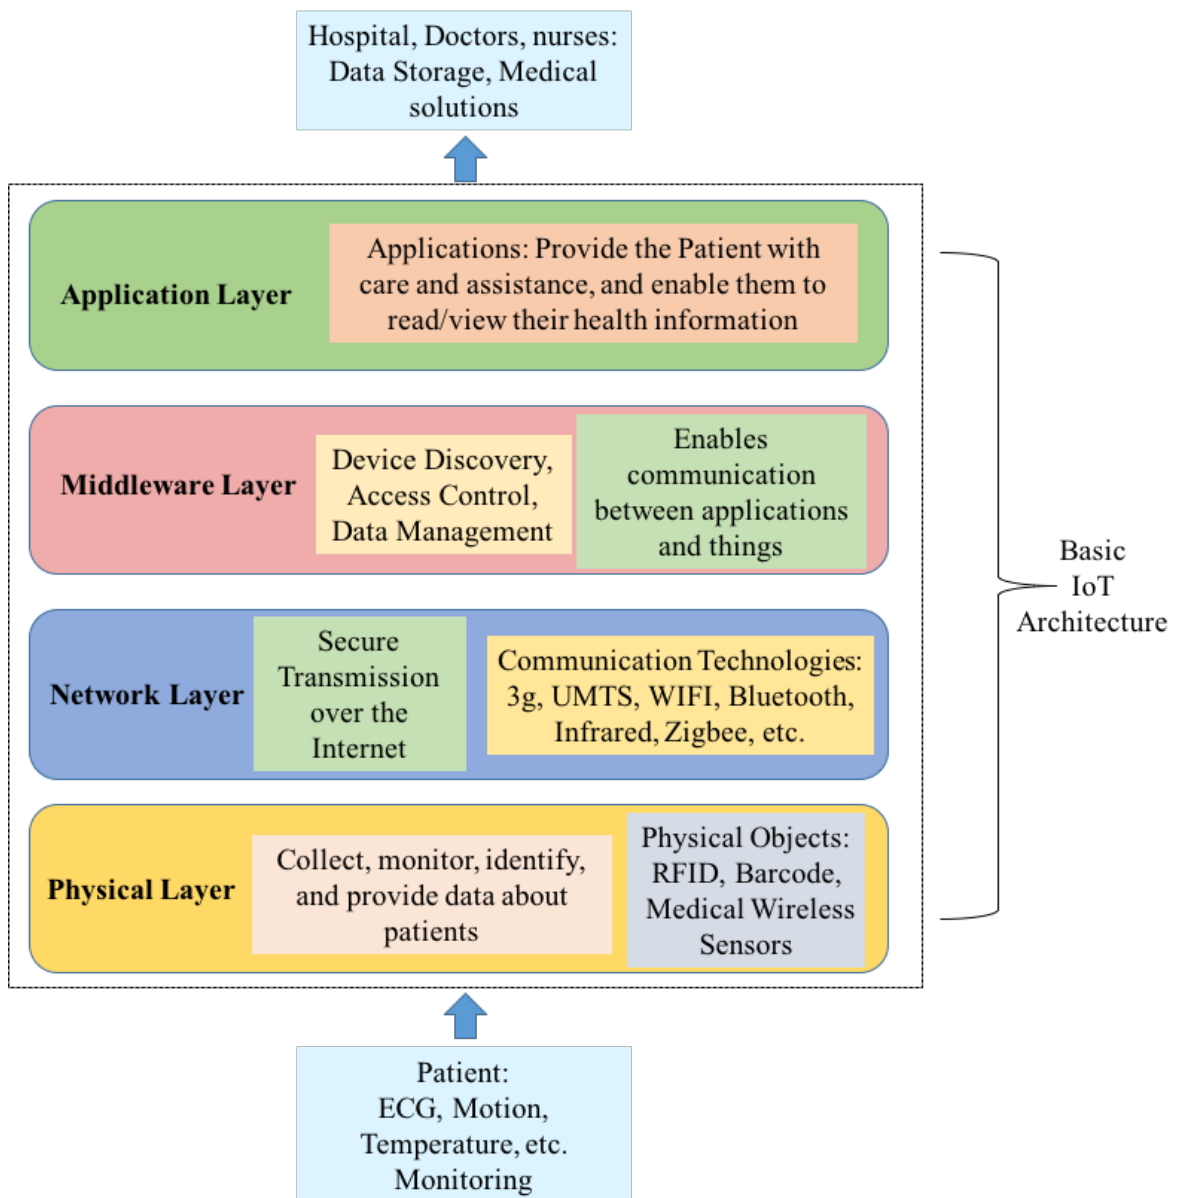 Hospital, Doctors, nurses:
Data Storage, Medical
solutions
Application Layer
Applications: Provide the Patient with
care and assistance, and enable them to
read/view their health information
Middleware Layer
Device Discovery,
Access Control,
Data Management
Enables
communication
between applications
and things
Basic
IoT
Architecture
Network Layer
Secure
Transmission
over the
Internet
Communication Technologies:
3g, UMTS, WIFI, Bluetooth,
Infrared, Zigbee, etc.
Physical Layer
Collect, monitor, identify,
and provide data about
patients
Physical Objects:
RFID, Barcode,
Medical Wireless
Sensors
Patient:
ECG, Motion,
Temperature, etc.
Monitoring